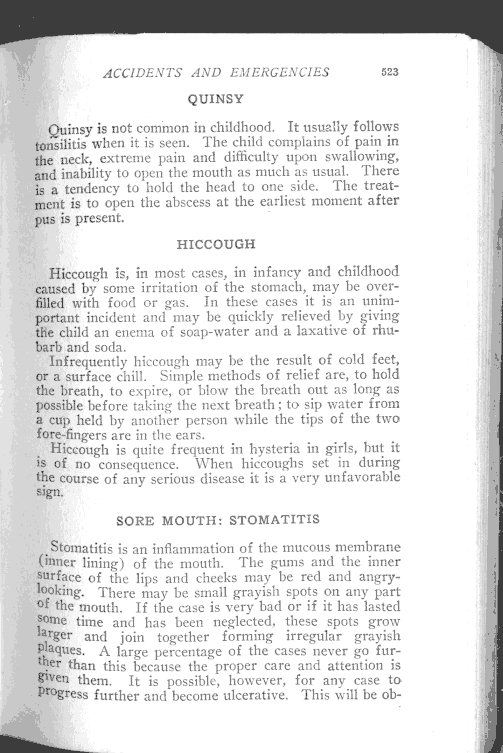 ACCIDENTS AND EMERGENCIES 523
QUINSY
Quinsy is not common in childhood. It usually follows
tonsilitis when it is seen. The child complains of pain in
the neck, extreme pain and difficulty upon swallowing,
and inability to open the mouth as much as usual. There
is a tendency to hold the head to one side. The treat-
ment is to open the abscess at the earliest moment after
pus is present.
HICCOUGH
Hiccough is, in most cases, in infancy and childhood
caused by some irritation of the stomach, may be over-
filled with food or gas. In these cases it is an unim-
portant incident and may be quickly relieved by giving
the child an enema of soap-water and a laxative of rhu-
barb and soda.
Infrequently hiccough may be the result of cold feet,
or a surface chill. Simple methods of relief are, to hold
the breath, to expire, or blow the breath out as long as
possible before taking the next breath; to sip water from
a cup held by another person while the tips of the two
fore-fingers are in the ears.
Hiccough is quite frequent in hysteria in girls, but it
is of no consequence. When hiccoughs set in during
the course of any serious disease it is a very unfavorable
sign.
SORE MOUTH: STOMATITIS
Stomatitis is an inflammation of the mucous membrane
(inner lining) of the mouth. The gums and the inner
surface of the lips and cheeks may be red and angry-
looking. There may be small grayish spots on any part
of the mouth. If the case is very bad or if it has lasted
some time and has been neglected, these spots grow
larger and join together forming irregular grayish
plaques. A large percentage of the cases never go fur-
ther than this because the proper care and attention is
given them. It is possible, however, for any case to
progress further and become ulcerative. This will be ob-